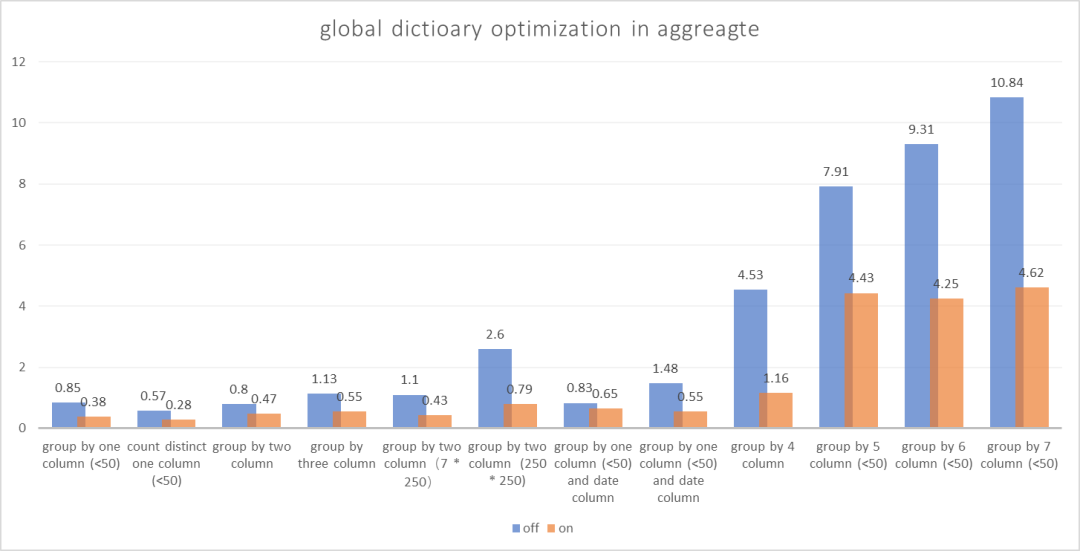 global dictioary optimization in aggreagte
12
10
8
6
4
2
0
0.85
0.38
0.57
0.28
0.8
0.47
1.13
0.55
1.1
0.43
2.6
0.79
0.83
0.65
1.48
0.55
4.53
1.16
7.91
4.43
9.31
4.25
10.84
4.62
group by one
column (<50)
count distinct
one column
(<50)
group by two
column
group by
three column
group by two
column（7 *
250）
group by two
column（250
* 250)
group by one
column (<50)
and date
column
group by one
column (<50)
and date
column
group by 4
column
group by 5
column (<50)
group by 6
column (<50)
group by 7
column (<50)
off on